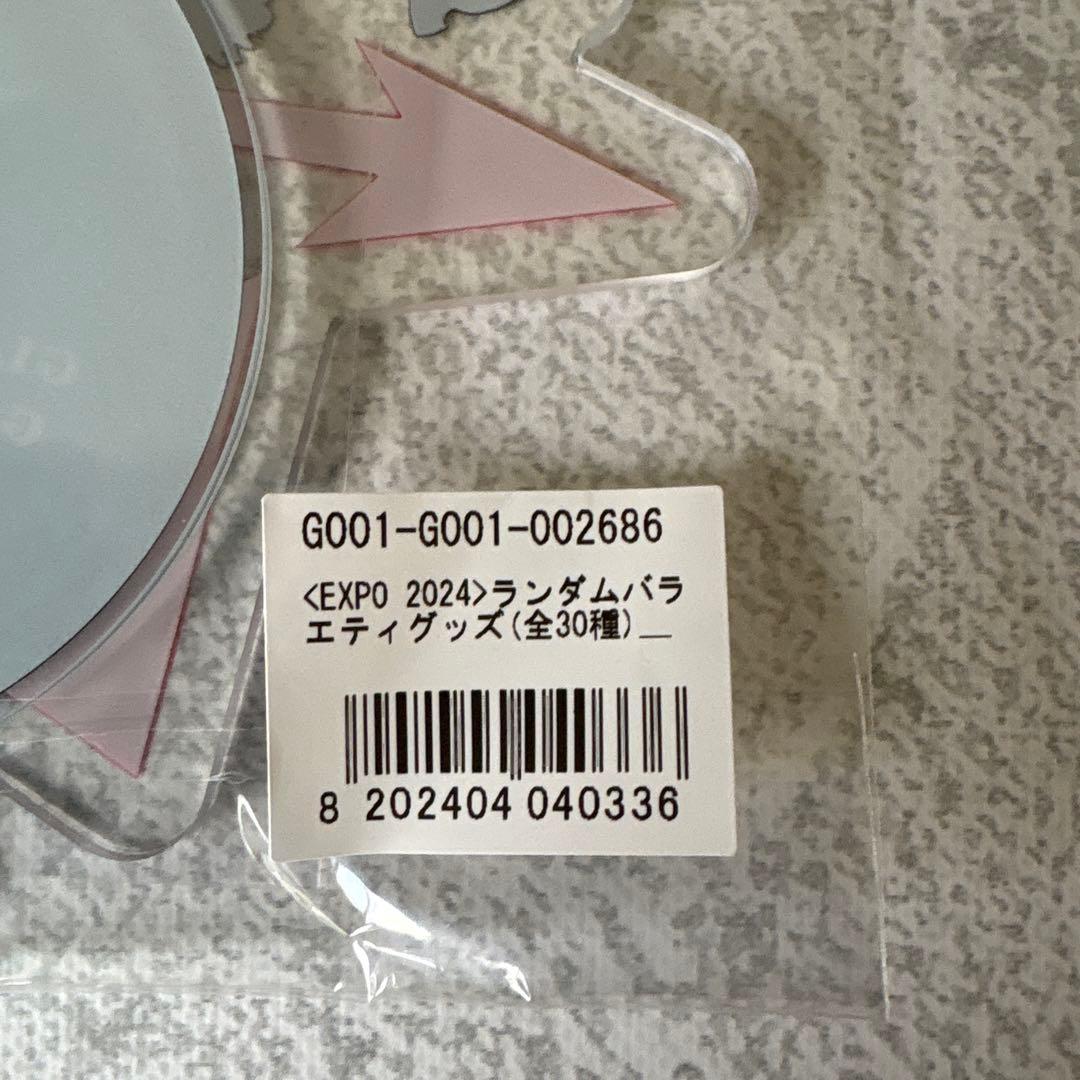 G001-G001-002686
<EXPO 2024>ランダムバラ
エティグッズ(全30種)__
8 202404 040336